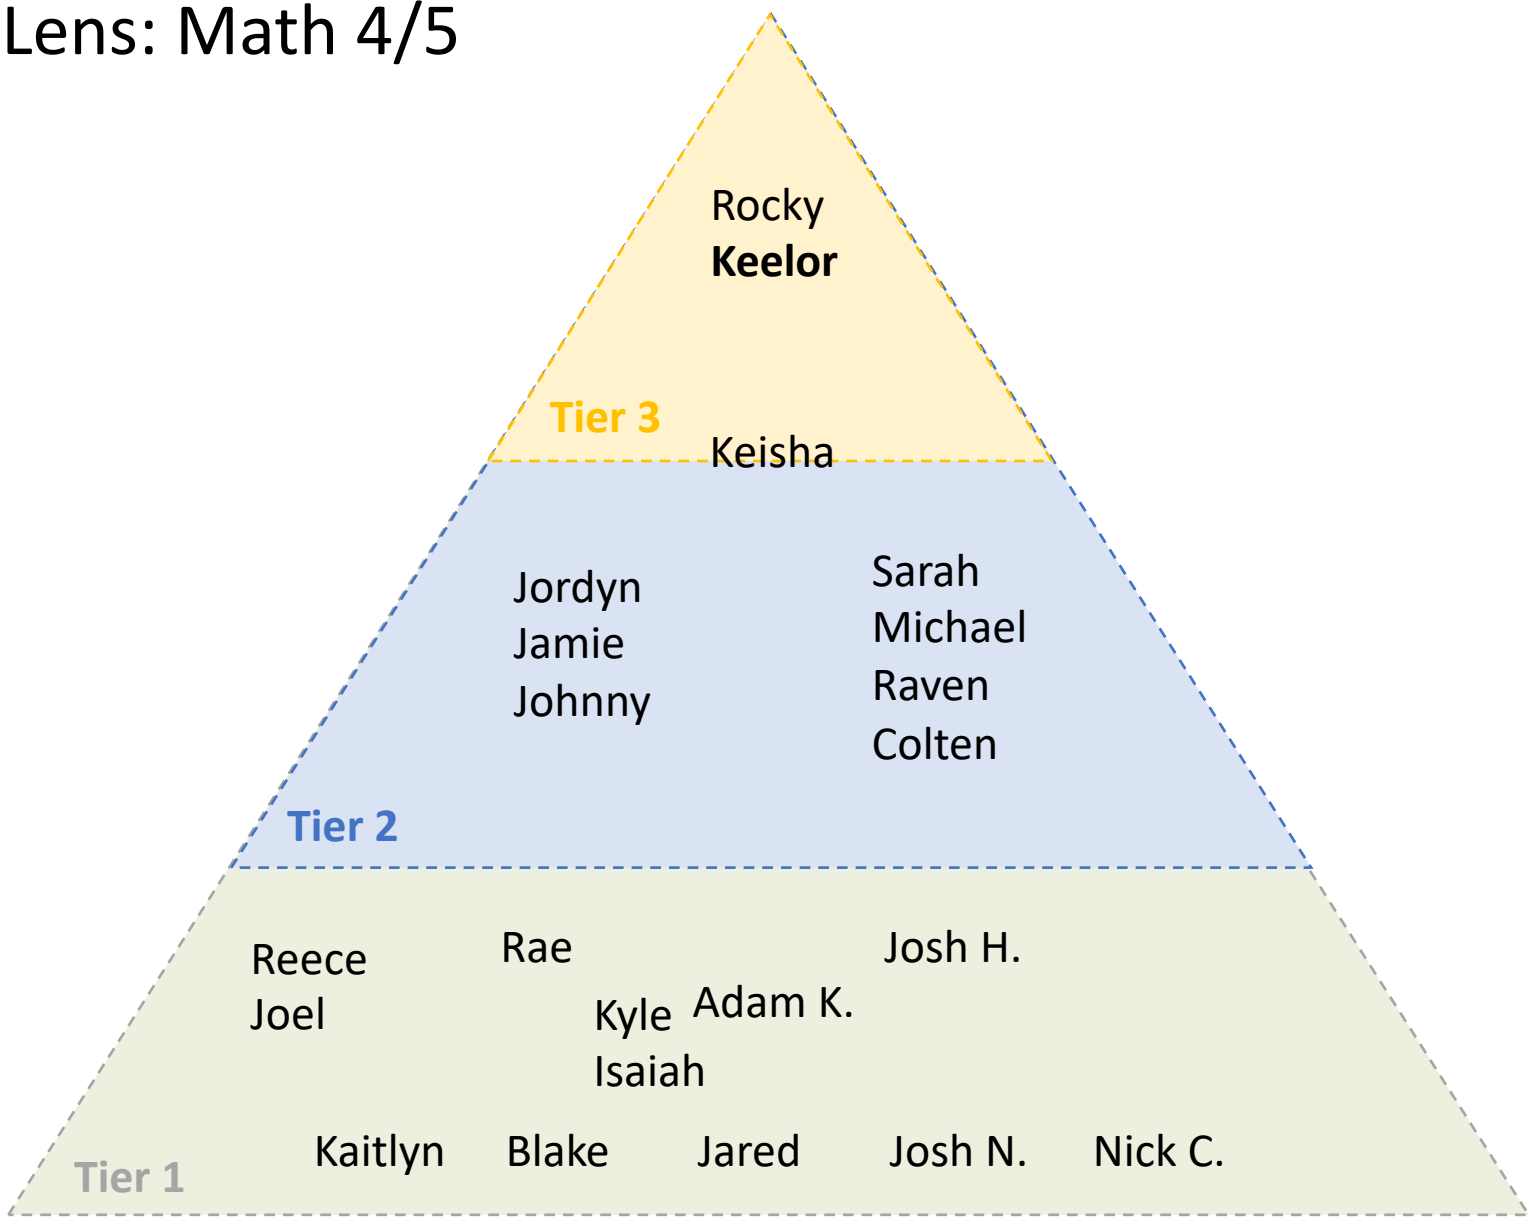 Lens: Math 4/5
Rocky
Keelor
Tier 3
Keisha
Jordyn
Jamie
Johnny
Sarah
Michael
Raven
Colten
Tier 2
Reece
Joel
Rae
Kyle
Isaiah
Adam K.
Josh H.
Kaitlyn
Blake
Jared
Josh N.
Nick C.
Tier 1